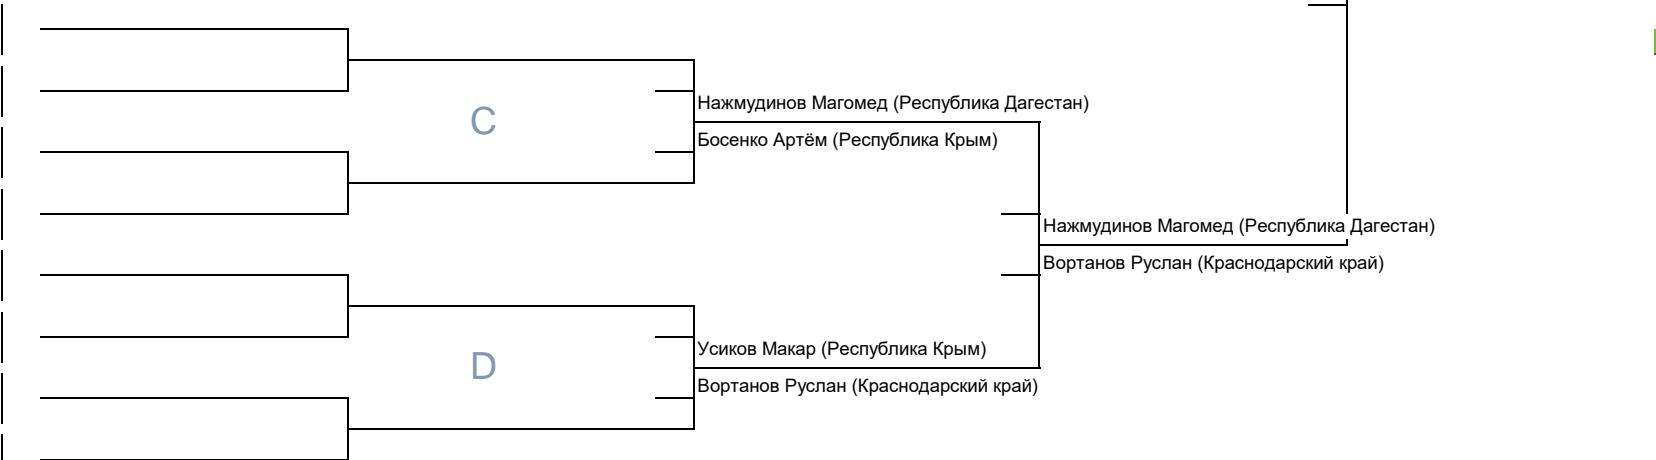 C
Нажмудинов Магомед (Республика Дагестан)
Босенко Артём (Республика Крым)
Нажмудинов Магомед (Республика Дагестан)
Вортанов Руслан (Краснодарский край)
D
Усиков Макар (Республика Крым)
Вортанов Руслан (Краснодарский край)